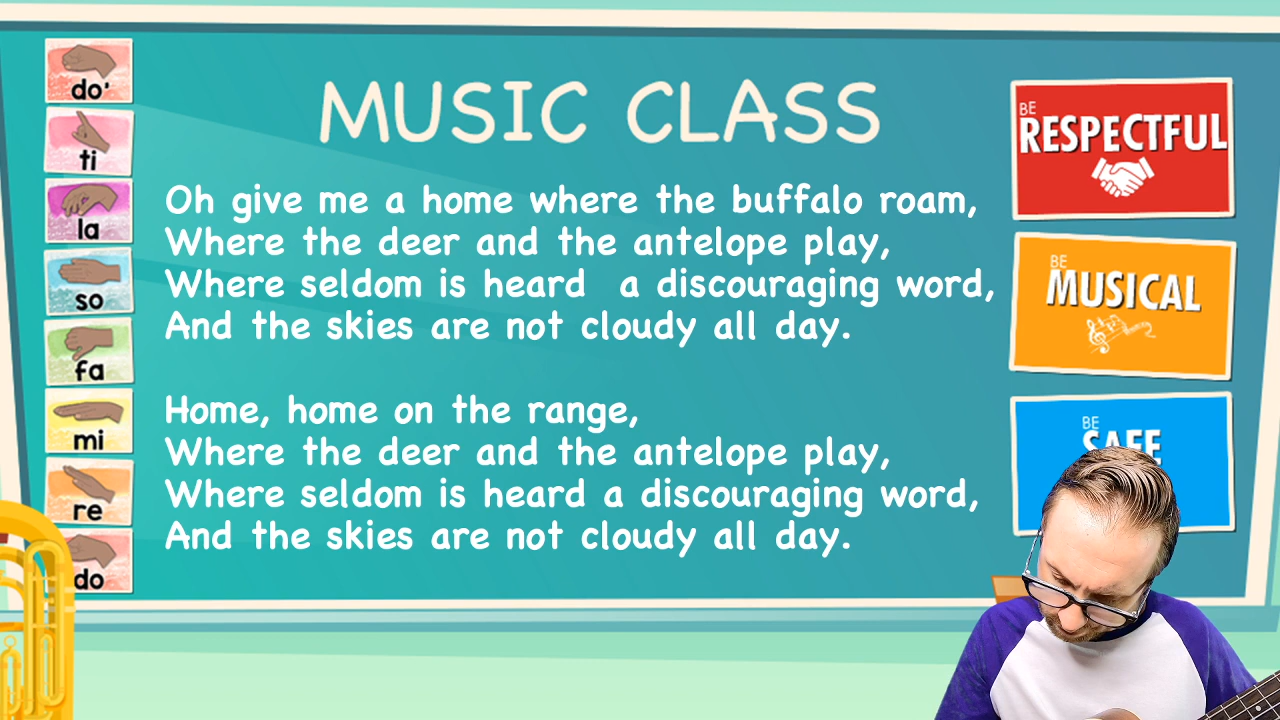 MUSIC CLASS
do'
ti
la
so
fa
mi
re
do
Oh give me a home where the buffalo roam,
Where the deer and the antelope play,
Where seldom is heard a discouraging word,
And the skies are not cloudy all day.
Home, home on the range,
Where the deer and the antelope play,
Where seldom is heard a discouraging word,
And the skies are not cloudy all day.
BE
RESPECTFUL
BE
MUSICAL
BE
SAFE